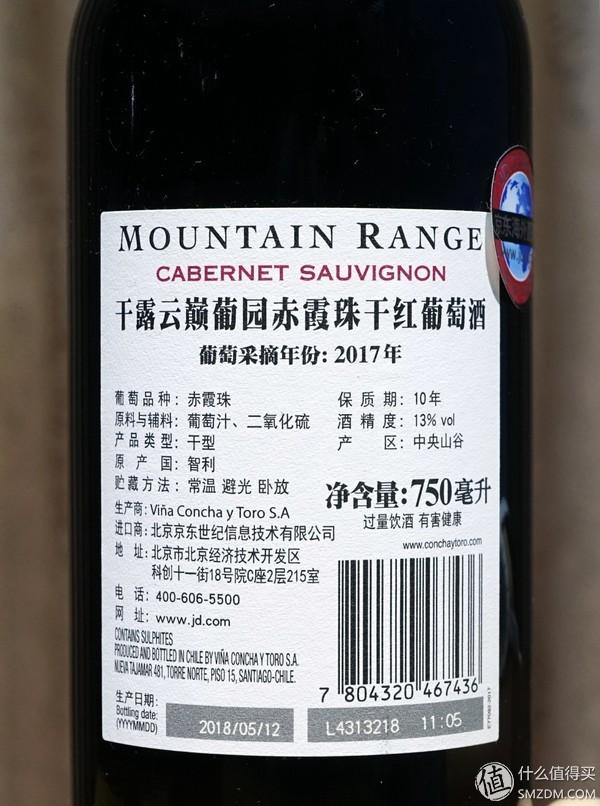 MOUNTAIN RANGE
CABERNET SAUVIGNON
干露云巅葡园赤霞珠干红葡萄酒
葡萄采摘年份: 2017年
葡萄品种: 赤霞珠
原料与辅料: 葡萄汁、二氧化硫
产品类型: 干型
原产国: 智利
贮藏方法: 常温 避光 卧放
保质期: 10年
酒精度: 13% vol
产区: 中央山谷
净含量: 750毫升
过量饮酒 有害健康
www.conchaytoro.com
生产商: Viña Concha y Toro S.A
进口商: 北京京东世纪信息技术有限公司
地址: 北京市北京经济技术开发区
科创十一街18号院C座2层215室
电话: 400-606-5500
网址: www.jd.com
CONTAINS SULPHITES
PRODUCED AND BOTTLED IN CHILE BY VIÑA CONCHA Y TORO S.A.
NUEVA TAJAMAR 481, TORRE NORTE, PISO 15, SANTIAGO-CHILE.
7 804320 467436
生产日期:
Bottling date:
(YYYYMMDD)
2018/05/12
L4313218 11:05
京东海外
值 什么值得买
SMZDM.COM